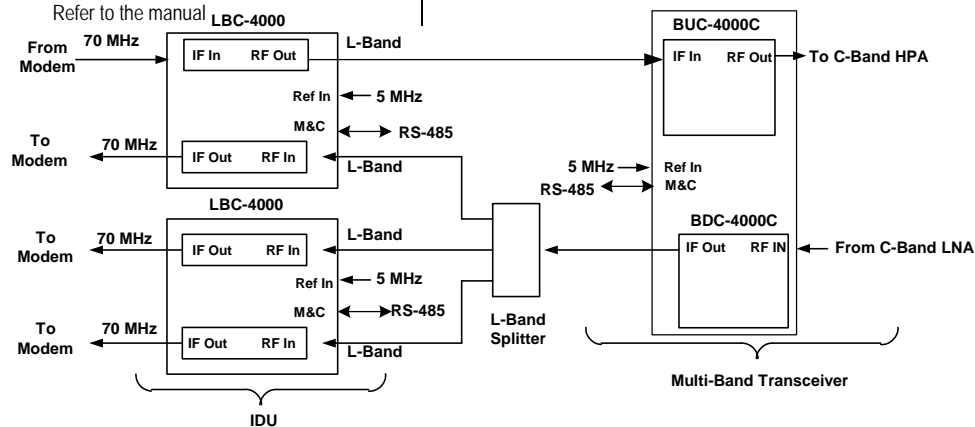 Refer to the manual
LBC-4000
BUC-4000C
From Modem
70 MHz
IF In
RF Out
L-Band
IF In
RF Out
To C-Band HPA
Ref In
5 MHz
M&C
RS-485
To Modem
70 MHz
IF Out
RF In
L-Band
5 MHz
Ref In
RS-485
M&C
LBC-4000
BDC-4000C
To Modem
70 MHz
IF Out
RF In
L-Band
IF Out
RF IN
From C-Band LNA
Ref In
5 MHz
M&C
RS-485
L-Band Splitter
To Modem
70 MHz
IF Out
RF In
L-Band
Multi-Band Transceiver
IDU